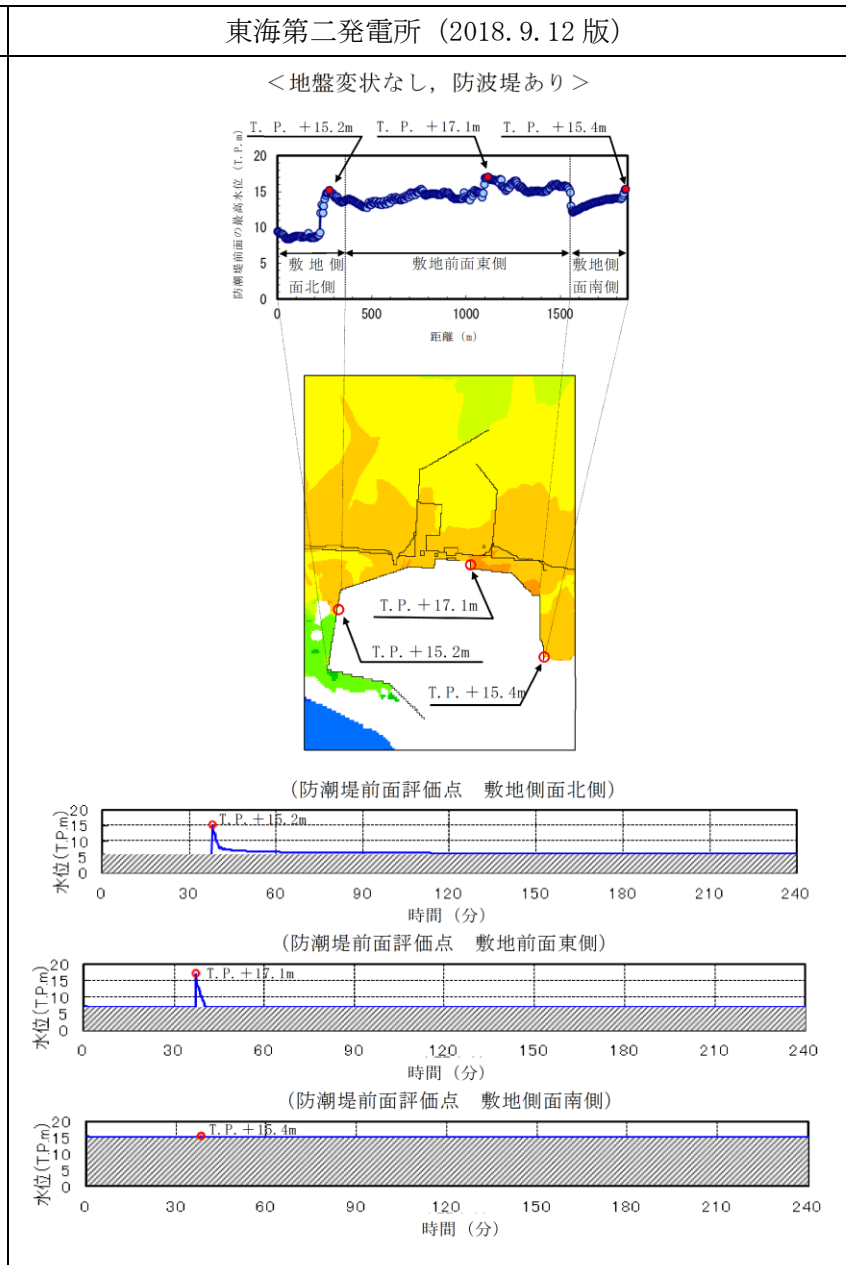 東海第二発電所 (2018.9.12 版)
＜地盤変状なし，防波堤あり＞
T. P. ＋15.2m
T. P. ＋17.1m
T. P. ＋15.4m
防潮堤前面の最高水位 (T.P.m)
20
15
10
5
0
敷地側面北側
敷地前面東側
敷地側面南側
0 500 1000 1500
距離 (m)
T.P.＋17.1m
T.P.＋15.2m
T.P.＋15.4m
(防潮堤前面評価点　敷地側面北側)
水位(T.P.m)
20
15
10
5
0
T.P.＋15.2m
0 30 60 90 120 150 180 210 240
時間 (分)
(防潮堤前面評価点　敷地前面東側)
水位(T.P.m)
20
15
10
5
0
T.P.＋17.1m
0 30 60 90 120 150 180 210 240
時間 (分)
(防潮堤前面評価点　敷地側面南側)
水位(T.P.m)
20
15
10
5
0
T.P.＋15.4m
0 30 60 90 120 150 180 210 240
時間 (分)